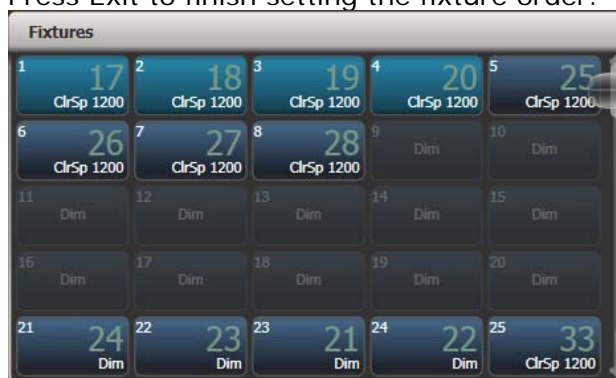 Press Exit to finish setting the fixture order.
Fixtures
1 17 2 18 3 19 4 20 5 25
ClrSp 1200 ClrSp 1200 ClrSp 1200 ClrSp 1200 ClrSp 1200
6 26 7 27 8 28 9 10
ClrSp 1200 ClrSp 1200 ClrSp 1200 Dim Dim
11 12 13 14 15
Dim Dim Dim Dim Dim
16 17 18 19 20
Dim Dim Dim Dim Dim
21 24 22 23 23 21 24 22 25 33
Dim Dim Dim Dim ClrSp 1200